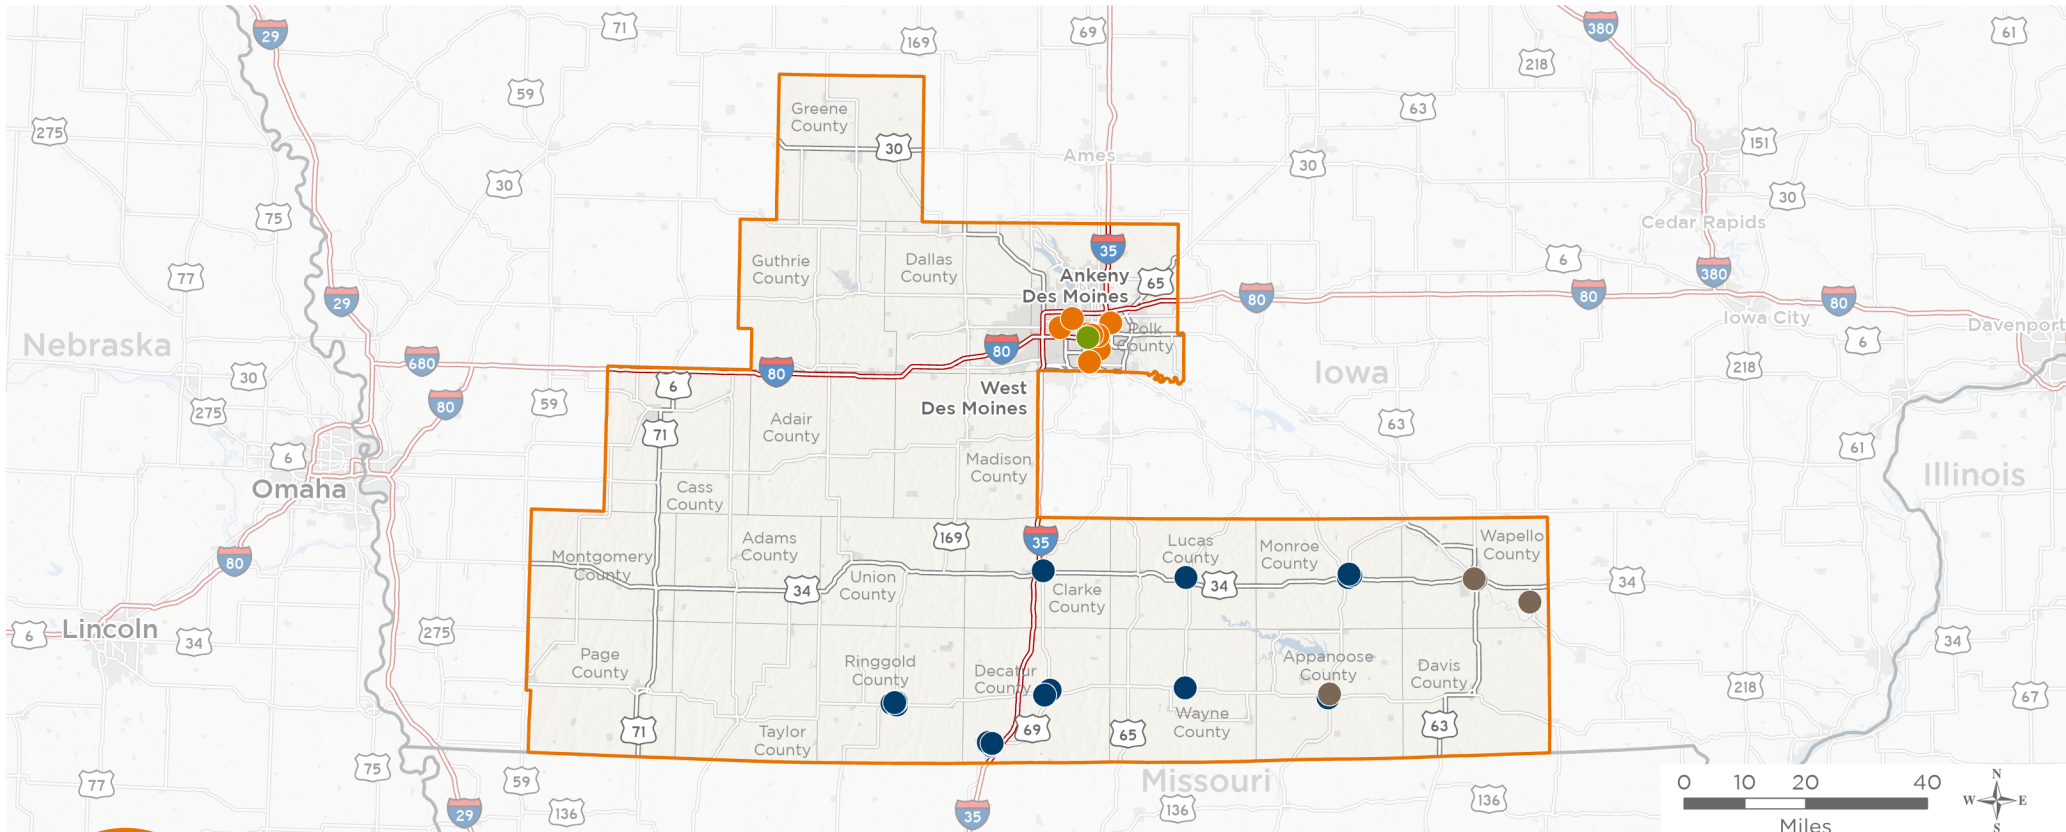 29
71
169
69
380
61
218
59
63
Greene
County
275
151
30
Ames
30
30
30
75
Cedar Rapids
35
6
77
Guthrie
County
Dallas
County
Ankeny
Des Moines
65
380
29
80
80
80
Iowa City
Davenport
Polk
County
Nebraska
80
6
680
Iowa
218
30
80
6
80
59
275
West
Des Moines
71
Adair
County
63
61
6
Madison
County
Illinois
Omaha
Cass
County
169
35
Wapello
County
Adams
County
Lucas
County
Monroe
County
80
Montgomery
County
Union
County
34
34
34
Clarke
County
6
Lincoln
34
275
34
Page
County
Ringgold
County
Decatur
County
Appanoose
County
Davis
County
218
67
71
Taylor
County
69
65
Wayne
County
63
75
77
59
Missouri
136
0 10 20 40
Miles
N
W E
S
29
136
35
136